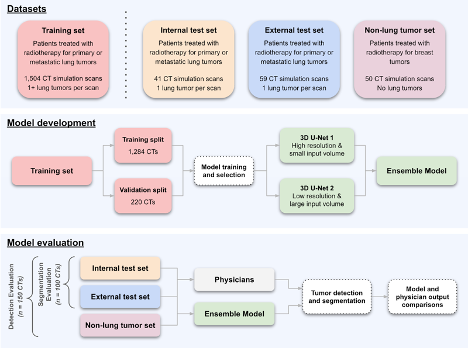 Datasets
Training set
Patients treated with
radiotherapy for primary or
metastatic lung tumors
1,504 CT simulation scans
1+ lung tumors per scan
Internal test set
Patients treated with
radiotherapy for primary or
metastatic lung tumors
41 CT simulation scans
1 lung tumor per scan
External test set
Patients treated with
radiotherapy for primary or
metastatic lung tumors
59 CT simulation scans
1 lung tumor per scan
Non-lung tumor set
Patients treated with
radiotherapy for breast
tumors
50 CT simulation scans
No lung tumors
Model development
Training set
Training split
1,284 CTs
Validation split
220 CTs
Model training
and selection
3D U-Net 1
High resolution &
small input volume
3D U-Net 2
Low resolution &
large input volume
Ensemble Model
Model evaluation
Detection Evaluation
(n = 150 CTs)
Segmentation
Evaluation
(n = 100 CTs)
Internal test set
External test set
Non-lung tumor set
Physicians
Ensemble Model
Tumor detection
and segmentation
Model and
physician output
comparisons